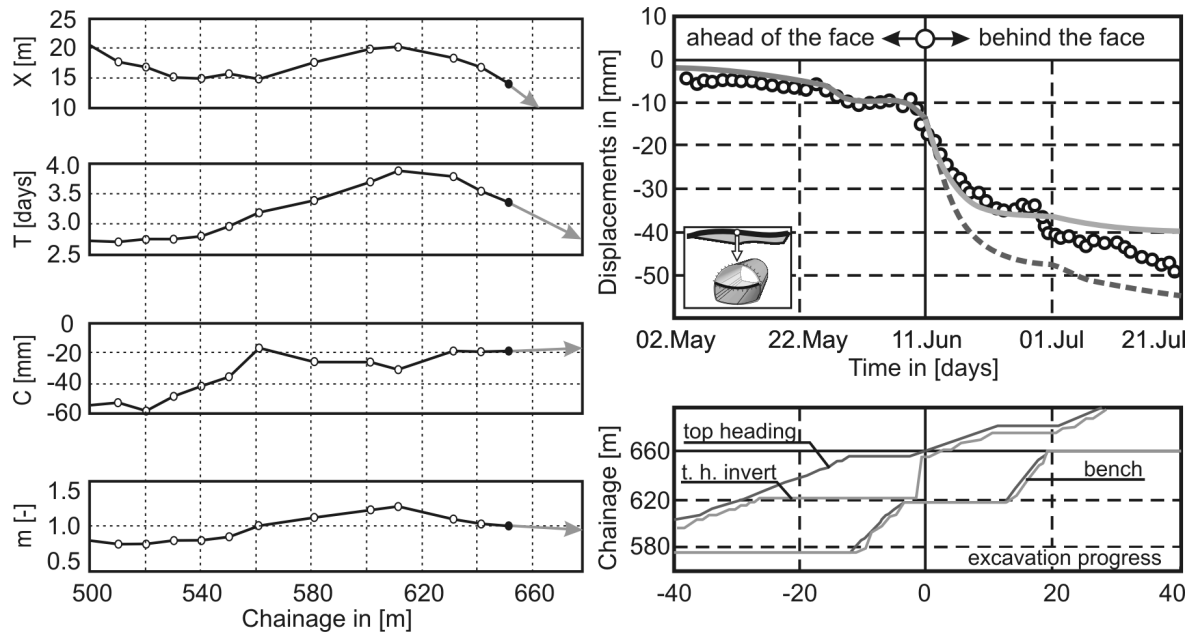 25
20
15
10
X [m]
4.0
3.5
3.0
2.5
T [days]
0
-20
-40
-60
C [mm]
1.5
1.0
0.5
m [-]
500 540 580 620 660
Chainage in [m]
10
0
-10
-20
-30
-40
-50
Displacements in [mm]
ahead of the face
behind the face
02.May 22.May 11.Jun 01.Jul 21.Jul
Time in [days]
660
620
580
Chainage [m]
top heading
t. h. invert
bench
excavation progress
-40 -20 0 20 40